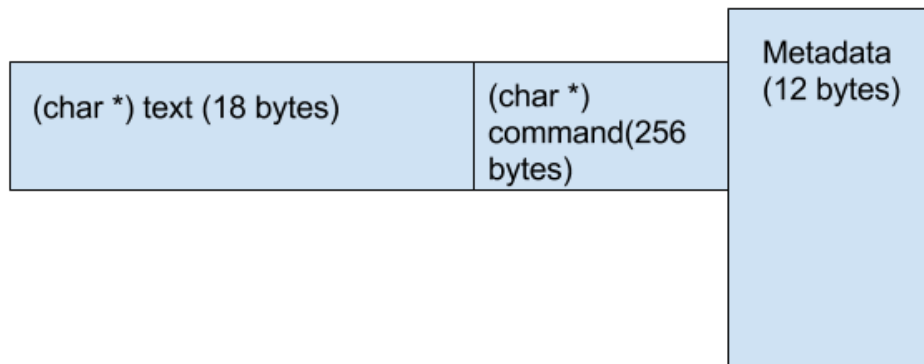 (char *) text (18 bytes)
(char *)
command(256
bytes)
Metadata
(12 bytes)